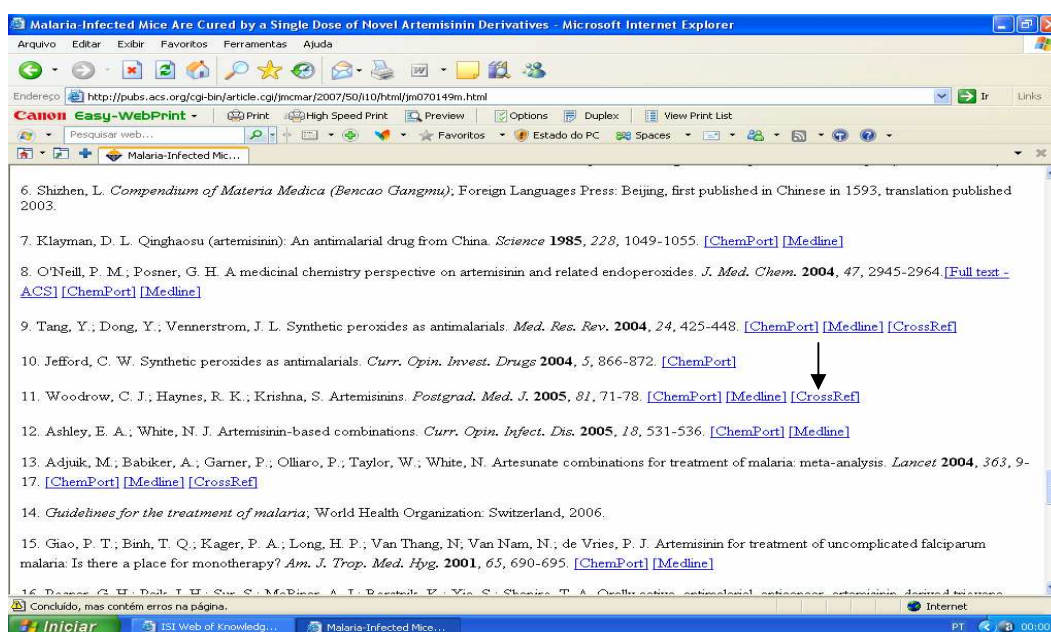 Malaria-Infected Mice Are Cured by a Single Dose of Novel Artemisinin Derivatives - Microsoft Internet Explorer
Arquivo Editar Exibir Favoritos Ferramentas Ajuda
Endereço http://pubs.acs.org/cgi-bin/article.cgi/jmcmar/2007/50/i10/html/jm070149m.html Ir Links
Canon Easy-WebPrint Print High Speed Print Preview Options Duplex View Print List
Pesquisar web... Favoritos Estado do PC Spaces
Malaria-Infected Mic...
6. Shizhen, L. Compendium of Materia Medica (Bencao Gangmu); Foreign Languages Press: Beijing, first published in Chinese in 1593, translation published
2003.
7. Klayman, D. L. Qinghaosu (artemisinin): An antimalarial drug from China. Science 1985, 228, 1049-1055. [ChemPort] [Medline]
8. O'Neill, P. M.; Posner, G. H. A medicinal chemistry perspective on artemisinin and related endoperoxides. J. Med. Chem. 2004, 47, 2945-2964.[Full text -
ACS] [ChemPort] [Medline]
9. Tang, Y.; Dong, Y.; Vennerstrom, J. L. Synthetic peroxides as antimalarials. Med. Res. Rev. 2004, 24, 425-448. [ChemPort] [Medline] [CrossRef]
10. Jefford, C. W. Synthetic peroxides as antimalarials. Curr. Opin. Invest. Drugs 2004, 5, 866-872. [ChemPort]
11. Woodrow, C. J.; Haynes, R. K.; Krishna, S. Artemisinins. Postgrad. Med. J. 2005, 81, 71-78. [ChemPort] [Medline] [CrossRef]
12. Ashley, E. A.; White, N. J. Artemisinin-based combinations. Curr. Opin. Infect. Dis. 2005, 18, 531-536. [ChemPort] [Medline]
13. Adjuik, M.; Babiker, A.; Garner, P.; Olliaro, P.; Taylor, W.; White, N. Artesunate combinations for treatment of malaria: meta-analysis. Lancet 2004, 363, 9-
17. [ChemPort] [Medline] [CrossRef]
14. Guidelines for the treatment of malaria; World Health Organization: Switzerland, 2006.
15. Giao, P. T.; Binh, T. Q.; Kager, P. A.; Long, H. P.; Van Thang, N; Van Nam, N.; de Vries, P. J. Artemisinin for treatment of uncomplicated falciparum
malaria: Is there a place for monotherapy? Am. J. Trop. Med. Hyg. 2001, 65, 690-695. [ChemPort] [Medline]
Concluído, mas contém erros na página. Internet
Iniciar ISI Web of Knowledg... Malaria-Infected Mice... PT 00:00